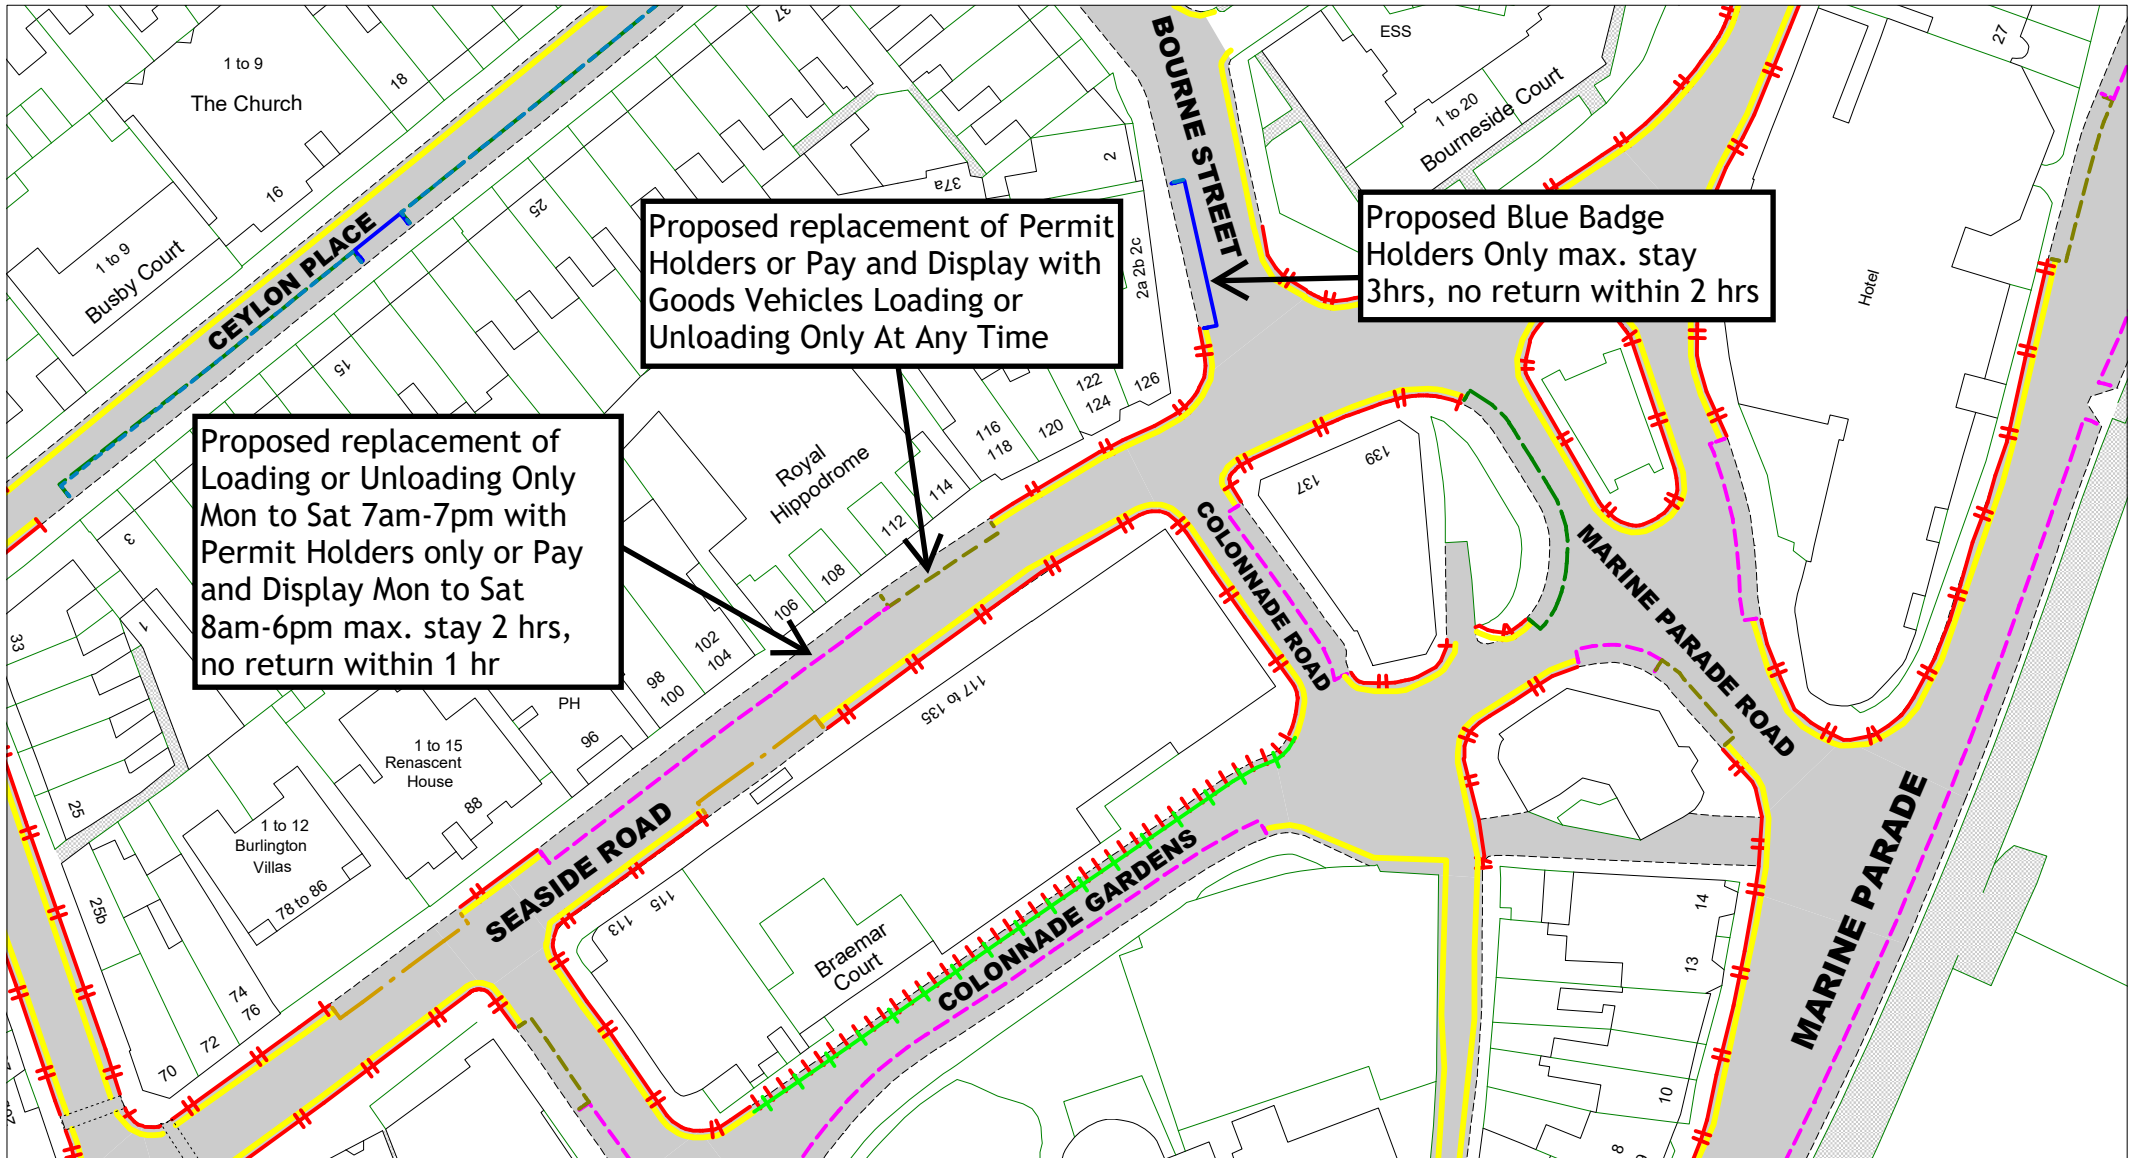 Proposed replacement of Permit
Holders or Pay and Display with
Goods Vehicles Loading or
Unloading Only At Any Time
Proposed Blue Badge
Holders Only max. stay
3hrs, no return within 2 hrs
Proposed replacement of
Loading or Unloading Only
Mon to Sat 7am-7pm with
Permit Holders only or Pay
and Display Mon to Sat
8am-6pm max. stay 2 hrs,
no return within 1 hr
1 to 9
The Church
18
16
1 to 9
Busby Court
CEYLON PLACE
37
25
15
3
1
37a
2
2a 2b 2c
BOURNE STREET
ESS
1 to 20
Bourneside Court
27
Hotel
122
124
126
116
118
120
Royal
Hippodrome
114
112
108
106
102
104
98
100
PH
96
1 to 15
Renascent
House
88
1 to 12
Burlington
Villas
78 to 86
33
25
25b
74
76
72
70
SEASIDE ROAD
117 to 135
115
113
Braemar
Court
COLONNADE GARDENS
137
139
COLONNADE ROAD
MARINE PARADE ROAD
MARINE PARADE
14
13
10
8